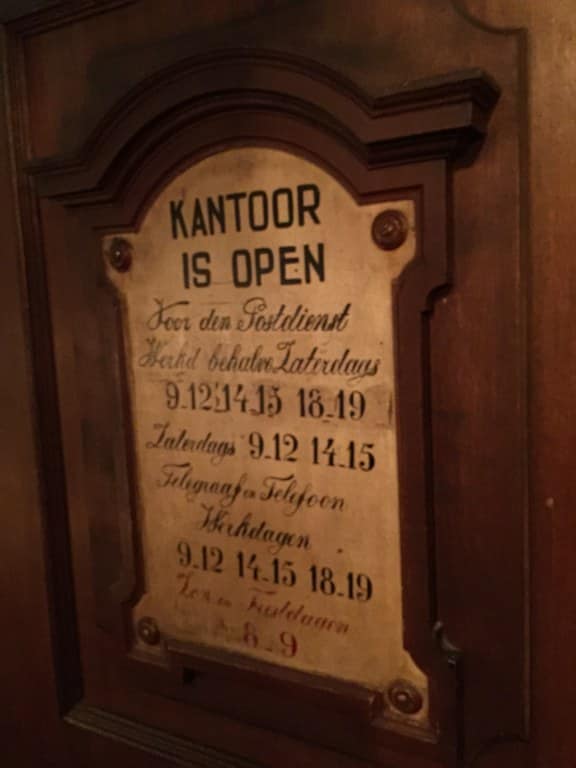 KANTOOR
IS OPEN
Voor den Postdienst
Werkd behalve Zaterdags
9-12 14-15 18-19
Zaterdags 9-12 14-15
Telegraaf en Telefoon
Werkdagen
9-12 14-15 18-19
Zon en Feestdagen
8-9